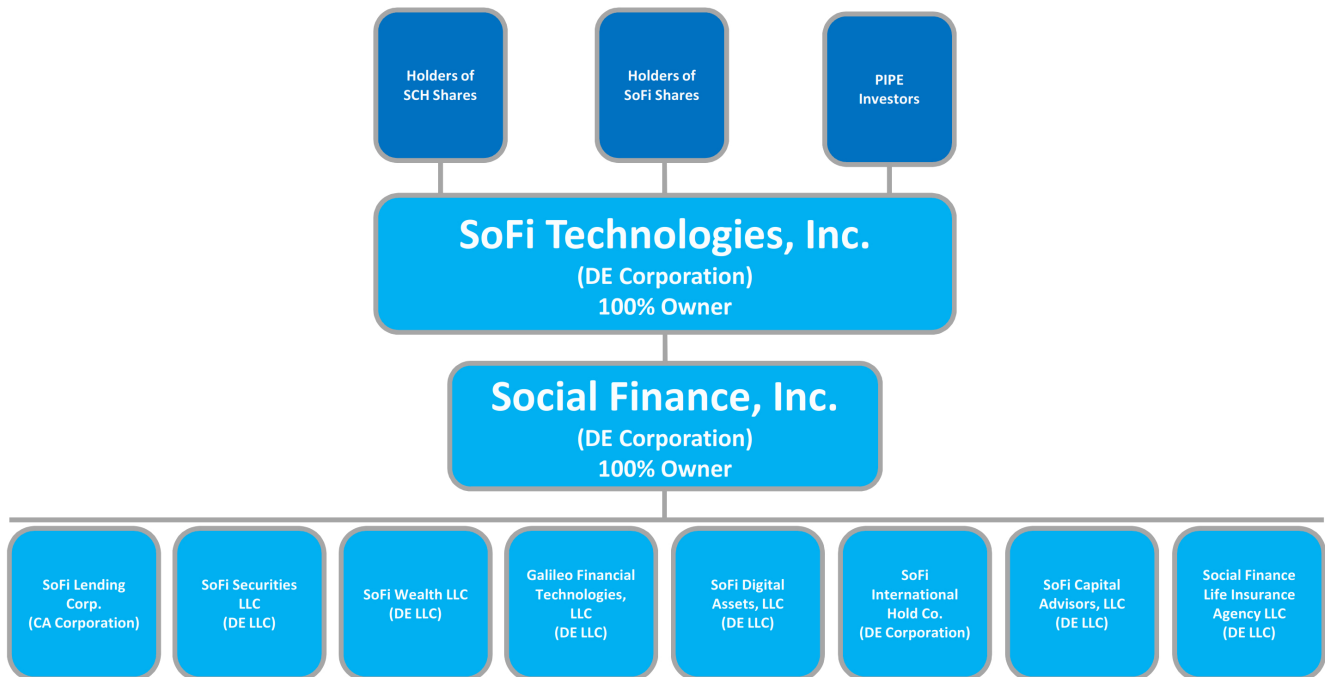 Holders of
SCH Shares
Holders of
SoFi Shares
PIPE
Investors
SoFi Technologies, Inc.
(DE Corporation)
100% Owner
Social Finance, Inc.
(DE Corporation)
100% Owner
SoFi Lending
Corp.
(CA Corporation)
SoFi Securities
LLC
(DE LLC)
SoFi Wealth LLC
(DE LLC)
Galileo Financial
Technologies,
LLC
(DE LLC)
SoFi Digital
Assets, LLC
(DE LLC)
SoFi
International
Hold Co.
(DE Corporation)
SoFi Capital
Advisors, LLC
(DE LLC)
Social Finance
Life Insurance
Agency LLC
(DE LLC)